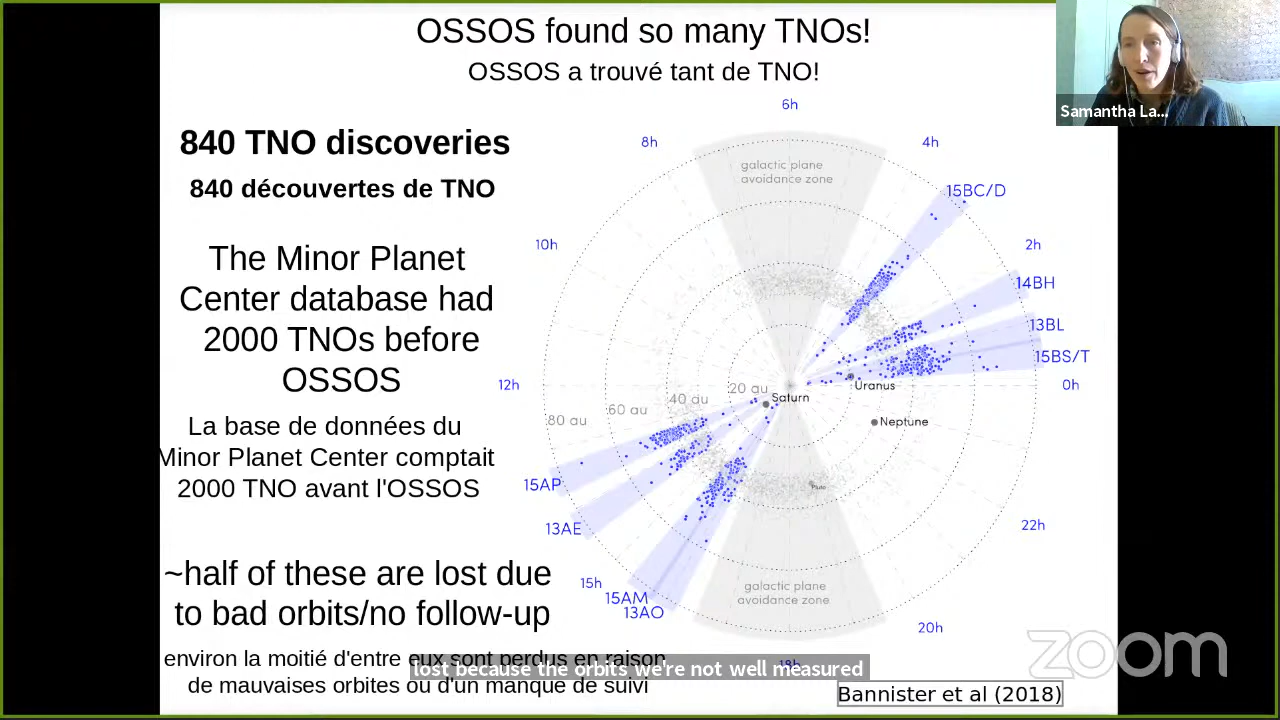 OSSOS found so many TNOs!
OSSOS a trouvé tant de TNO!
Samantha La...
840 TNO discoveries
840 découvertes de TNO
The Minor Planet
Center database had
2000 TNOs before
OSSOS
La base de données du
Minor Planet Center comptait
2000 TNO avant l'OSSOS
~half of these are lost due
to bad orbits/no follow-up
environ la moitié d'entre eux sont perdus en raison
de mauvaises orbites ou d'un manque de suivi
6h
8h
4h
galactic plane
avoidance zone
15BC/D
10h
2h
14BH
13BL
15BS/T
12h
0h
20 au
40 au
60 au
80 au
Saturn
Uranus
Neptune
Pluto
15AP
13AE
22h
15h
15AM
13AO
galactic plane
avoidance zone
20h
18h
lost because the orbits we're not well measured
Bannister et al (2018)
zoom